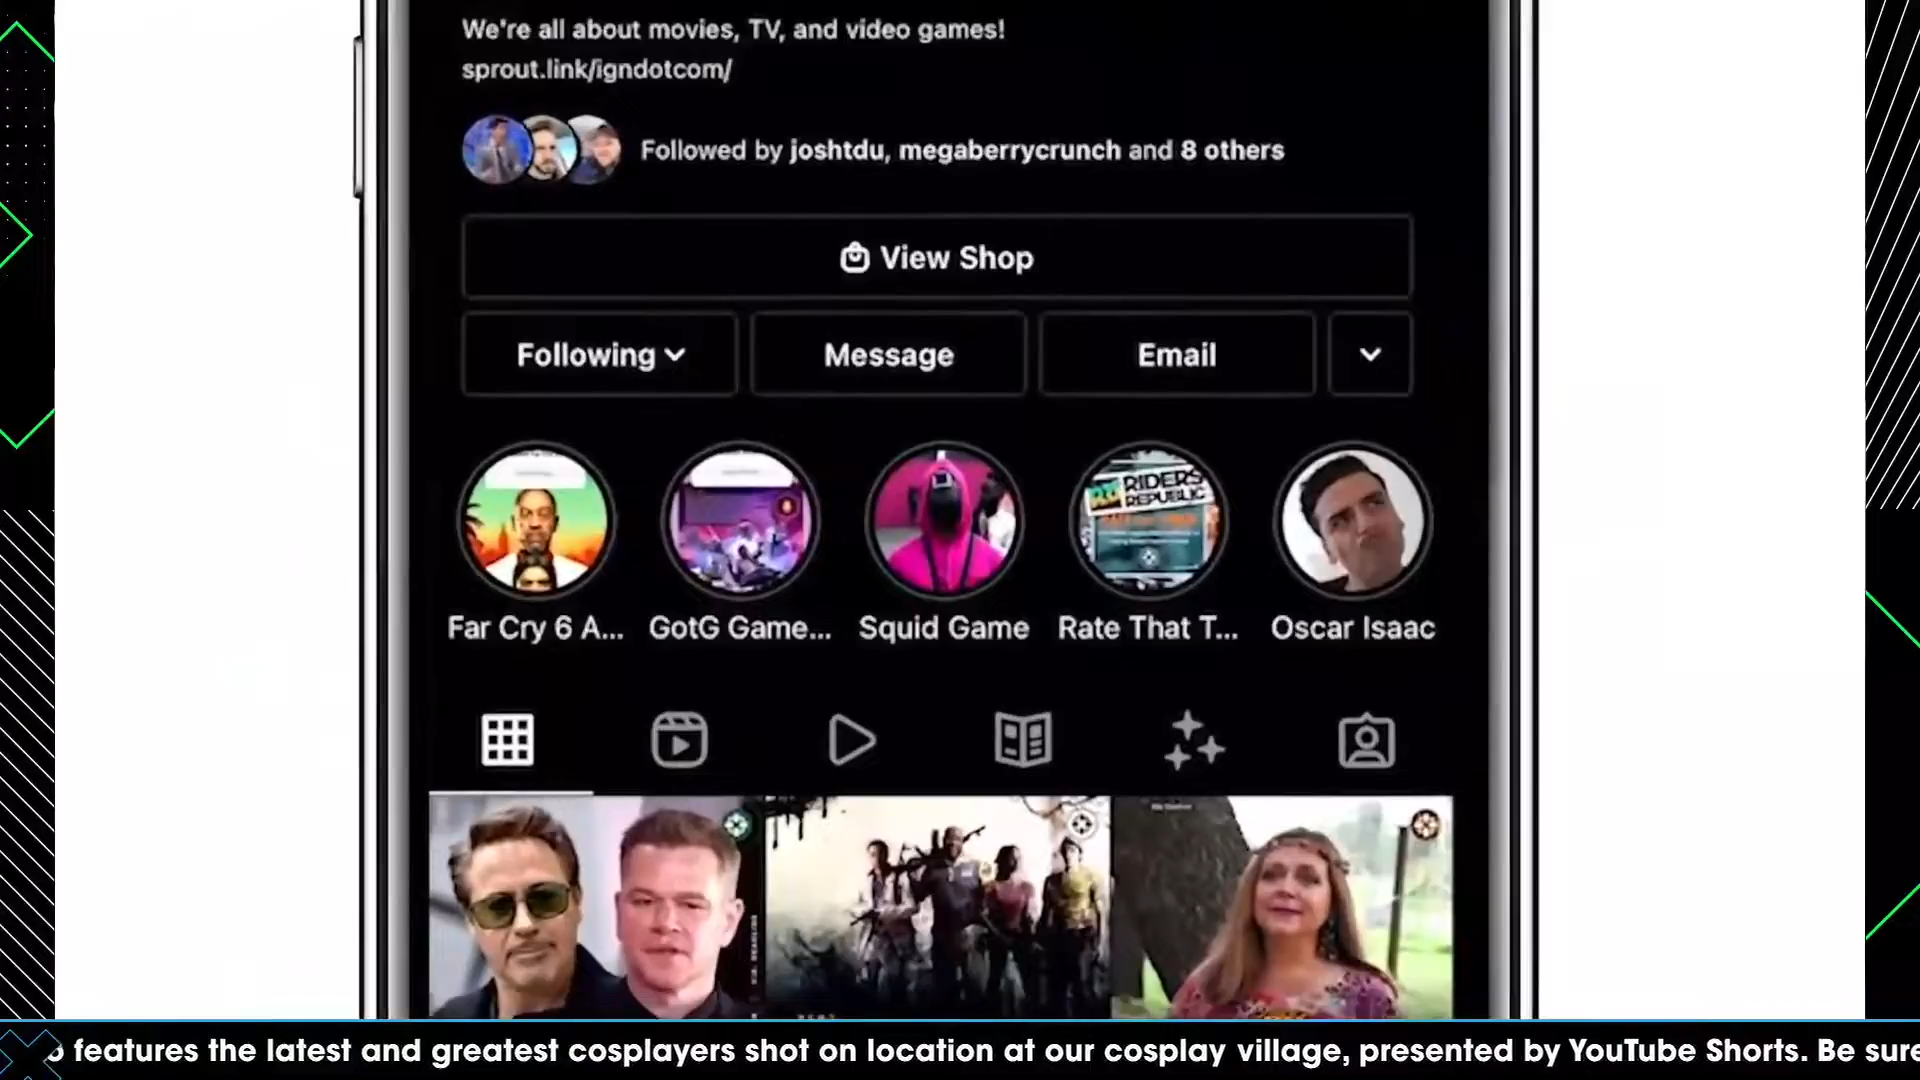 We're all about movies, TV, and video games!
sprout.link/igndotcom/
Followed by joshtdu, megaberrycrunch and 8 others
View Shop
Following
Message
Email
RIDERS
REPUBLIC
Far Cry 6 A...
GotG Game...
Squid Game
Rate That T...
Oscar Isaac
features the latest and greatest cosplayers shot on location at our cosplay village, presented by YouTube Shorts. Be sure